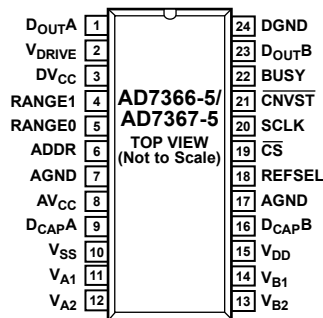 DOUTA 1
VDRIVE 2
DVCC 3
RANGE1 4
RANGE0 5
ADDR 6
AGND 7
AVCC 8
DCAPA 9
VSS 10
VA1 11
VA2 12
AD7366-5/
AD7367-5
TOP VIEW
(Not to Scale)
24 DGND
23 DOUTB
22 BUSY
21 CNVST
20 SCLK
19 CS
18 REFSEL
17 AGND
16 DCAPB
15 VDD
14 VB1
13 VB2